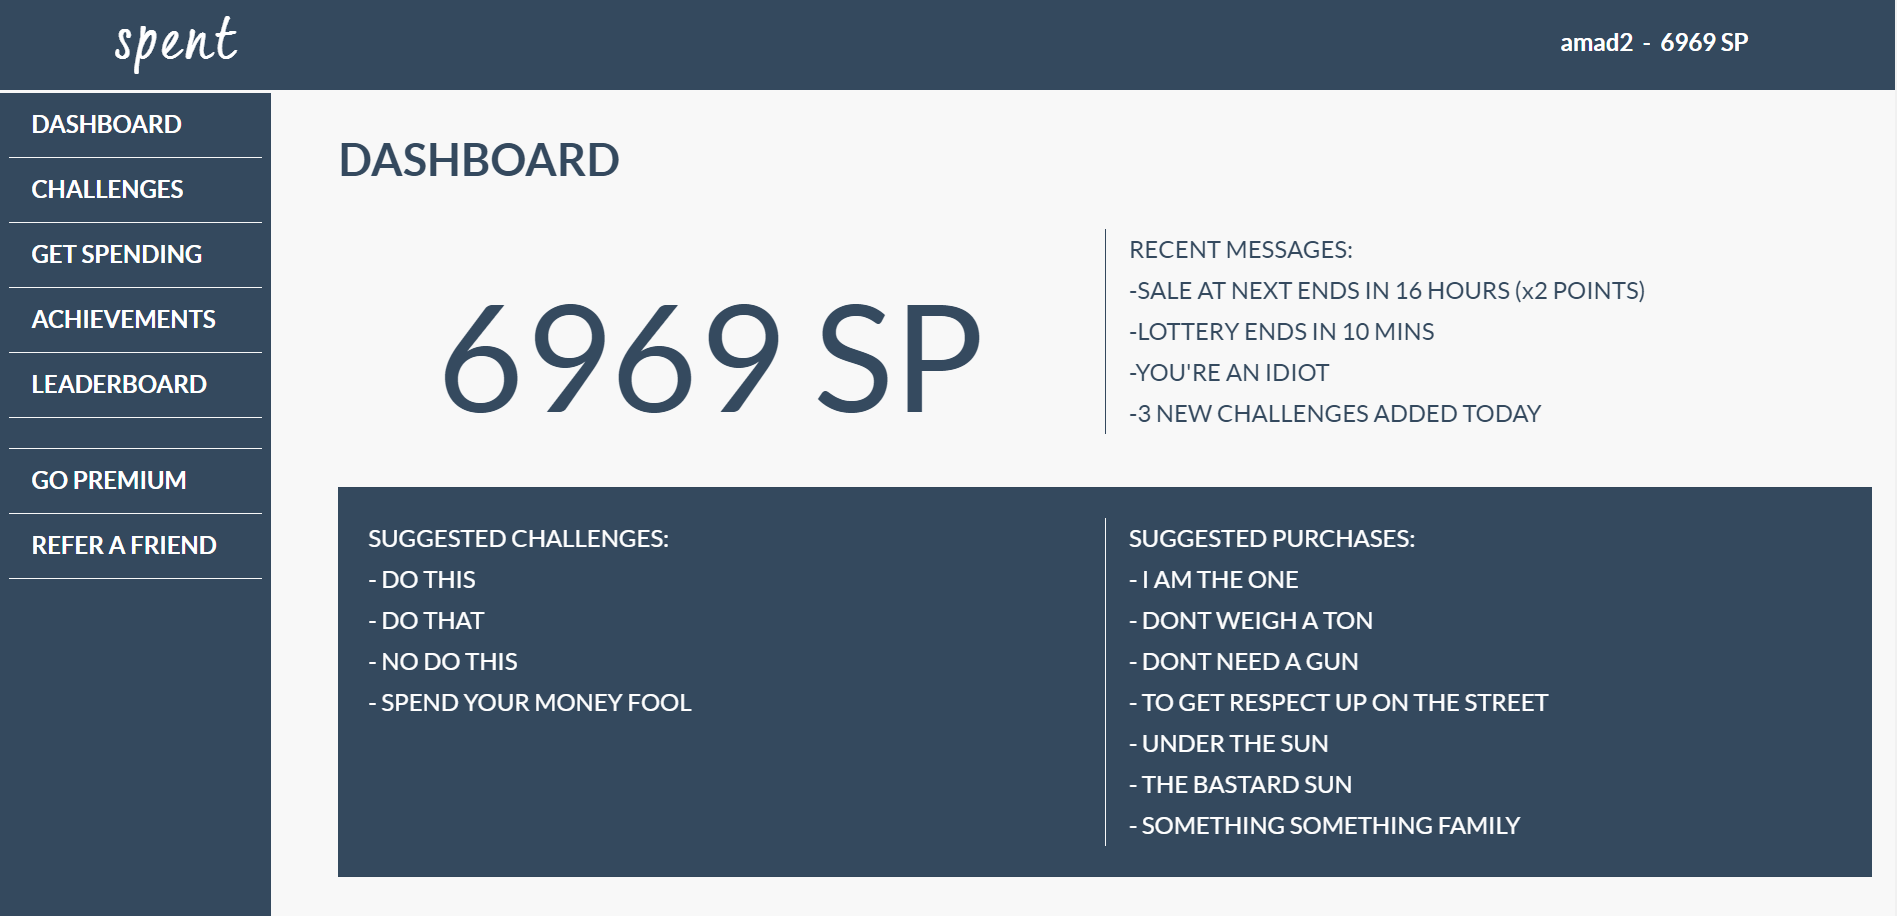 spent
amad2 - 6969 SP
DASHBOARD
CHALLENGES
GET SPENDING
ACHIEVEMENTS
LEADERBOARD
GO PREMIUM
REFER A FRIEND
DASHBOARD
6969 SP
RECENT MESSAGES:
-SALE AT NEXT ENDS IN 16 HOURS (x2 POINTS)
-LOTTERY ENDS IN 10 MINS
-YOU'RE AN IDIOT
-3 NEW CHALLENGES ADDED TODAY
SUGGESTED CHALLENGES:
- DO THIS
- DO THAT
- NO DO THIS
- SPEND YOUR MONEY FOOL
SUGGESTED PURCHASES:
- I AM THE ONE
- DONT WEIGH A TON
- DONT NEED A GUN
- TO GET RESPECT UP ON THE STREET
- UNDER THE SUN
- THE BASTARD SUN
- SOMETHING SOMETHING FAMILY